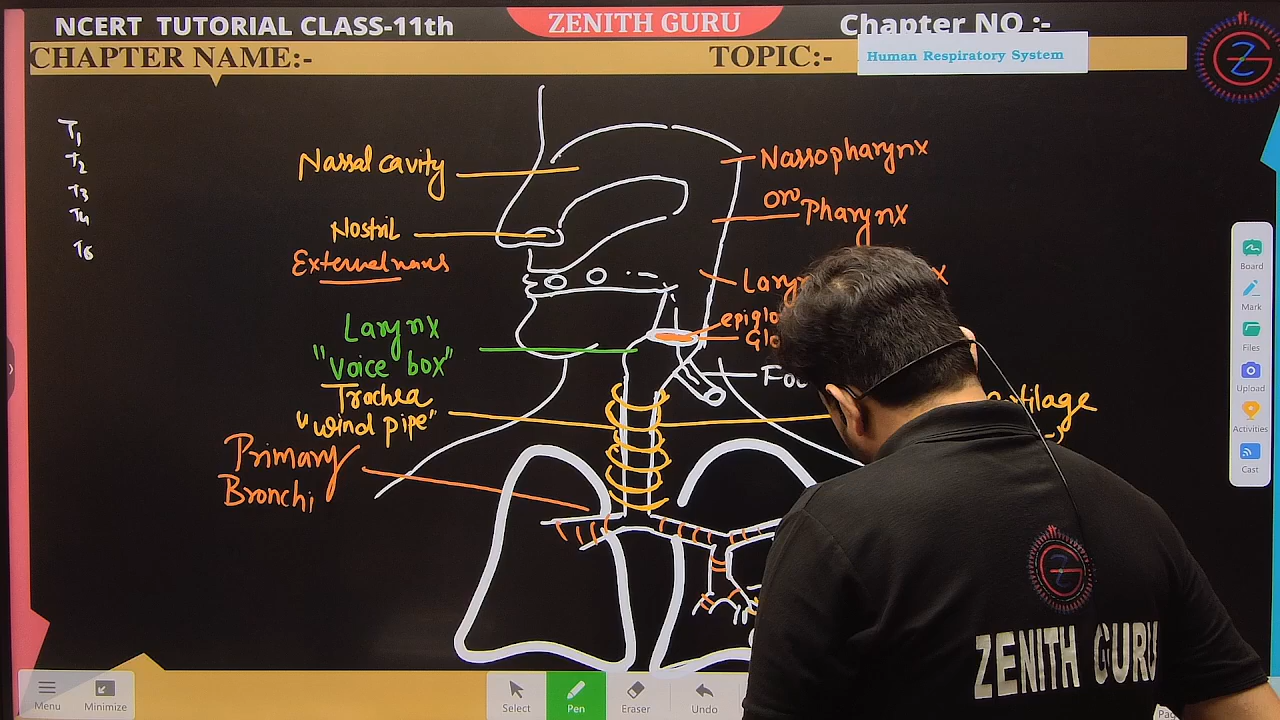 NCERT TUTORIAL CLASS-11th
ZENITH GURU
Chapter NO :-
CHAPTER NAME:-
TOPIC:-
Human Respiratory System
T1
T2
T3
T4
Nassal cavity
Nassopharynx
oro
Pharynx
Nostril
External
Larynx
"Voice box"
Trachea
"wind pipe"
Primary
Bronchi
Board
Mark
Files
Upload
Activities
Cast
ZENITH GURU
Menu
Minimize
Select
Pen
Eraser
Undo